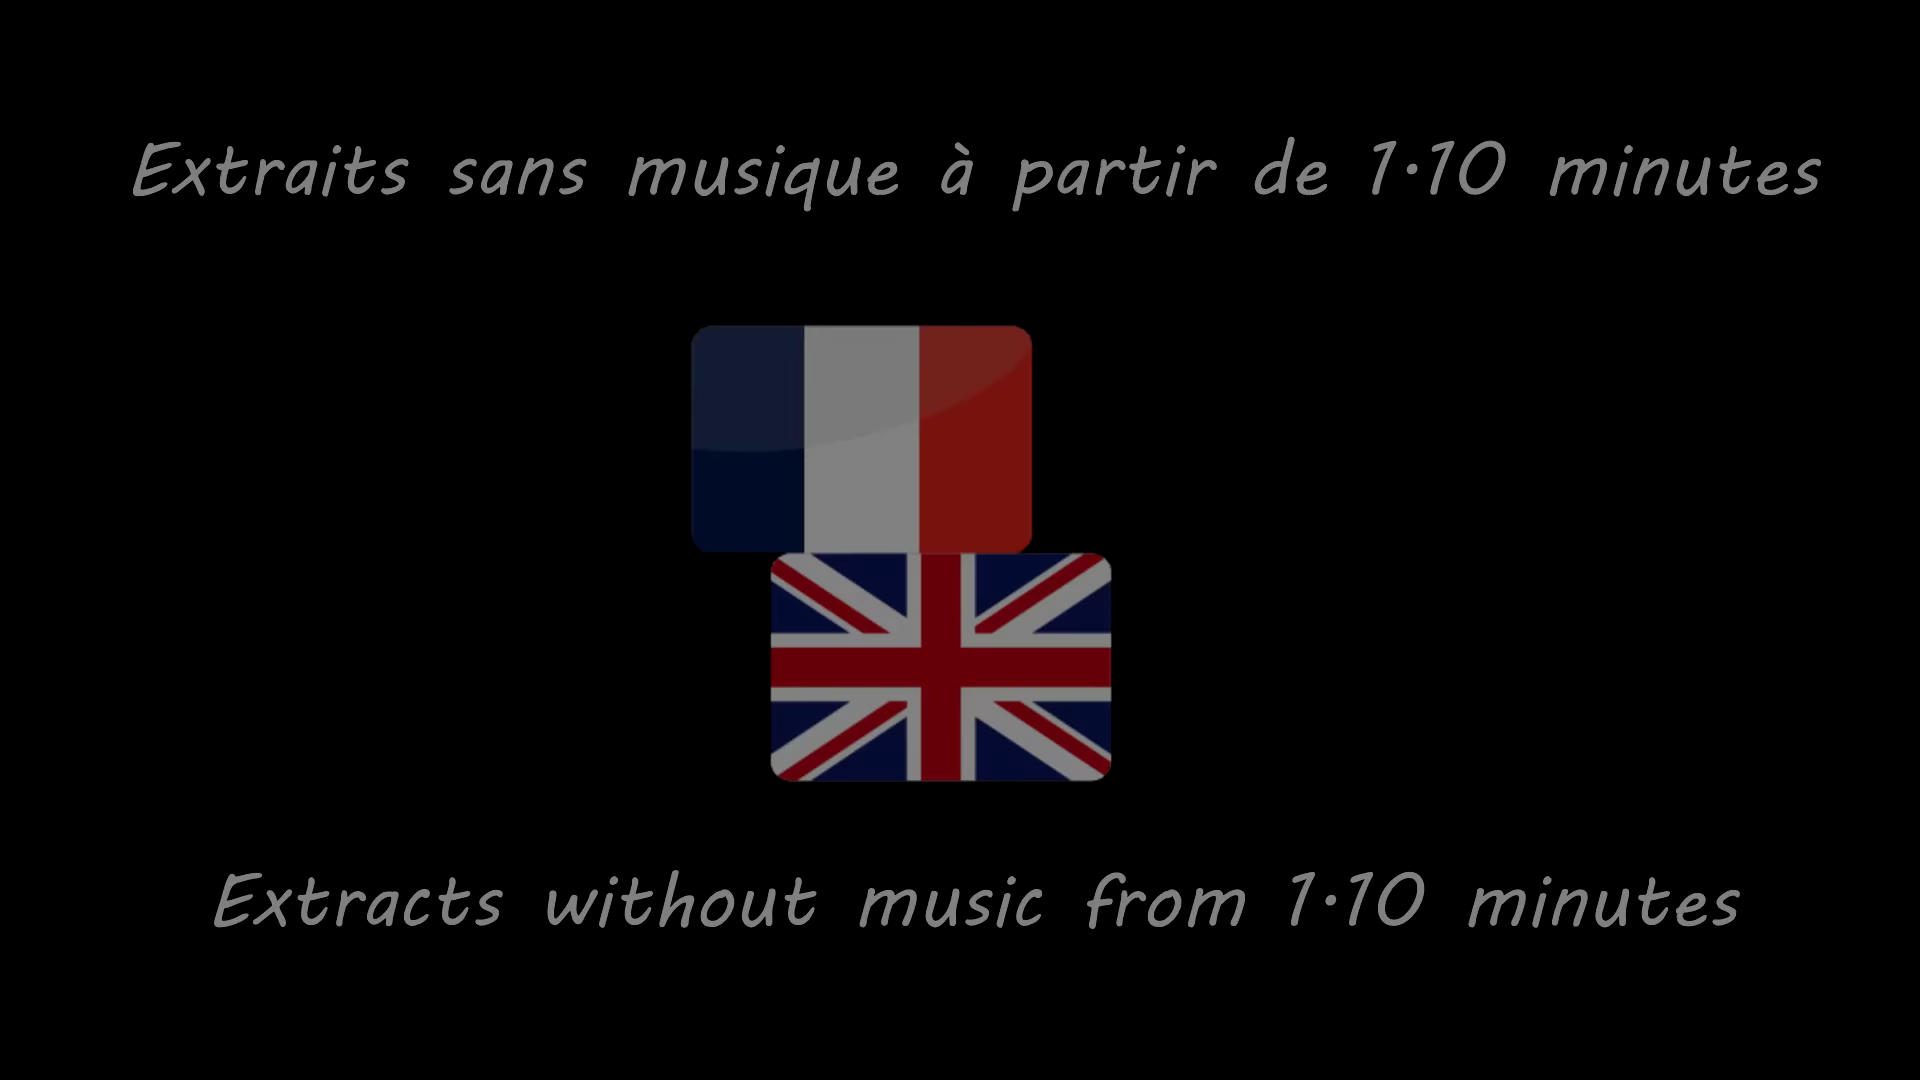 Extraits sans musique à partir de 1·10 minutes
Extracts without music from 1·10 minutes